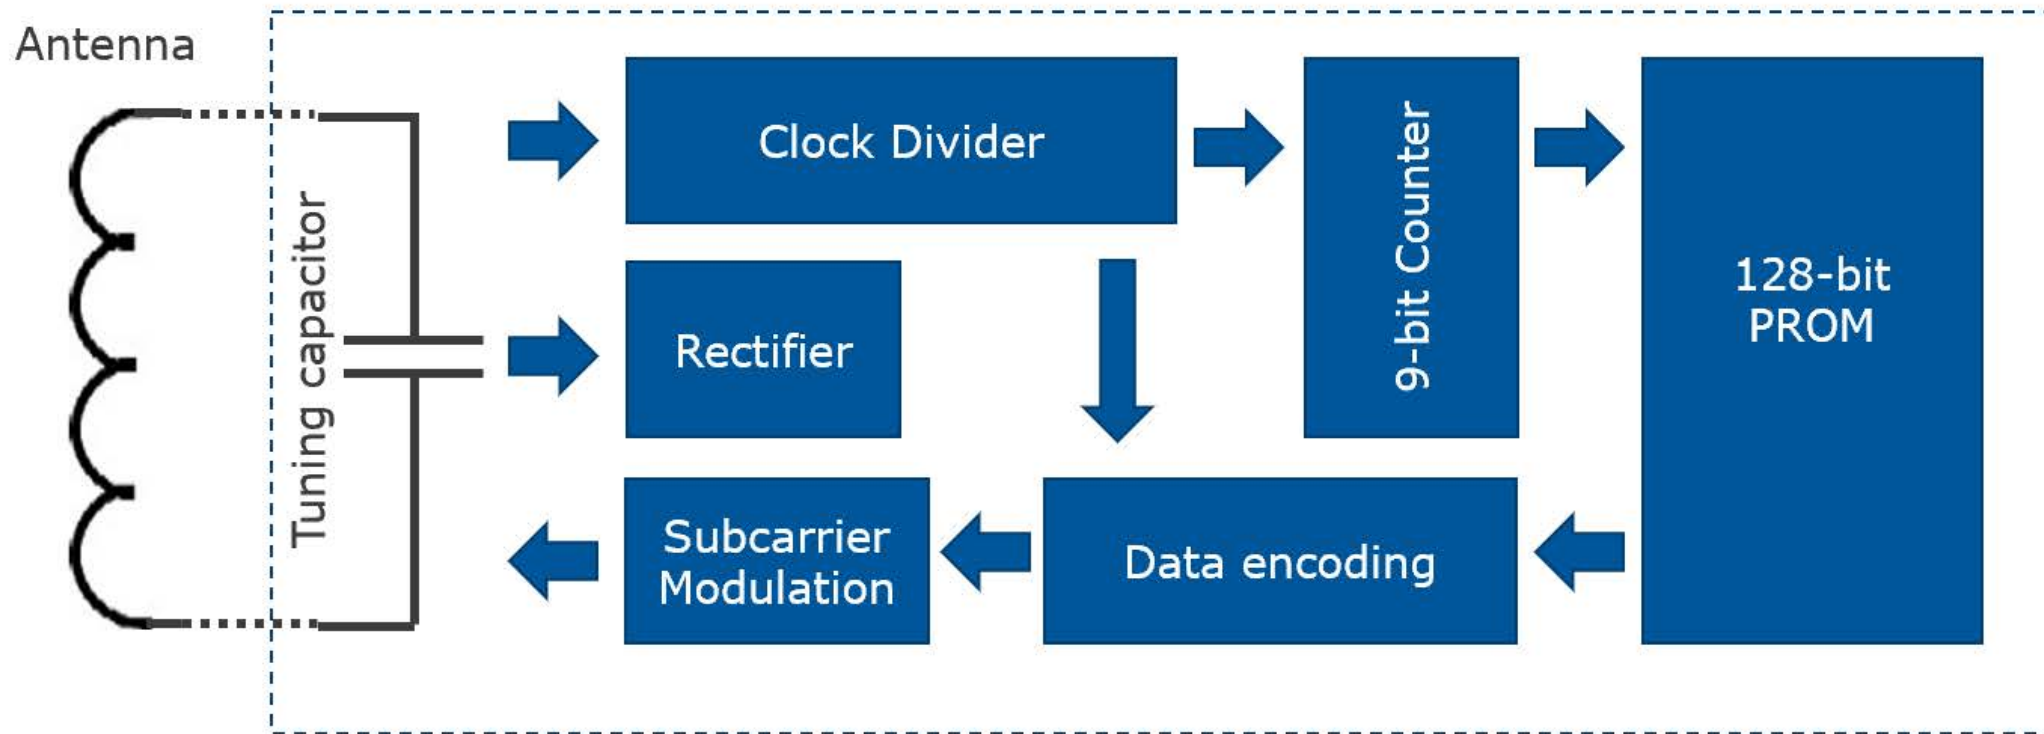 Antenna
Tuning capacitor
Clock Divider
9-bit Counter
128-bit
PROM
Rectifier
Subcarrier
Modulation
Data encoding